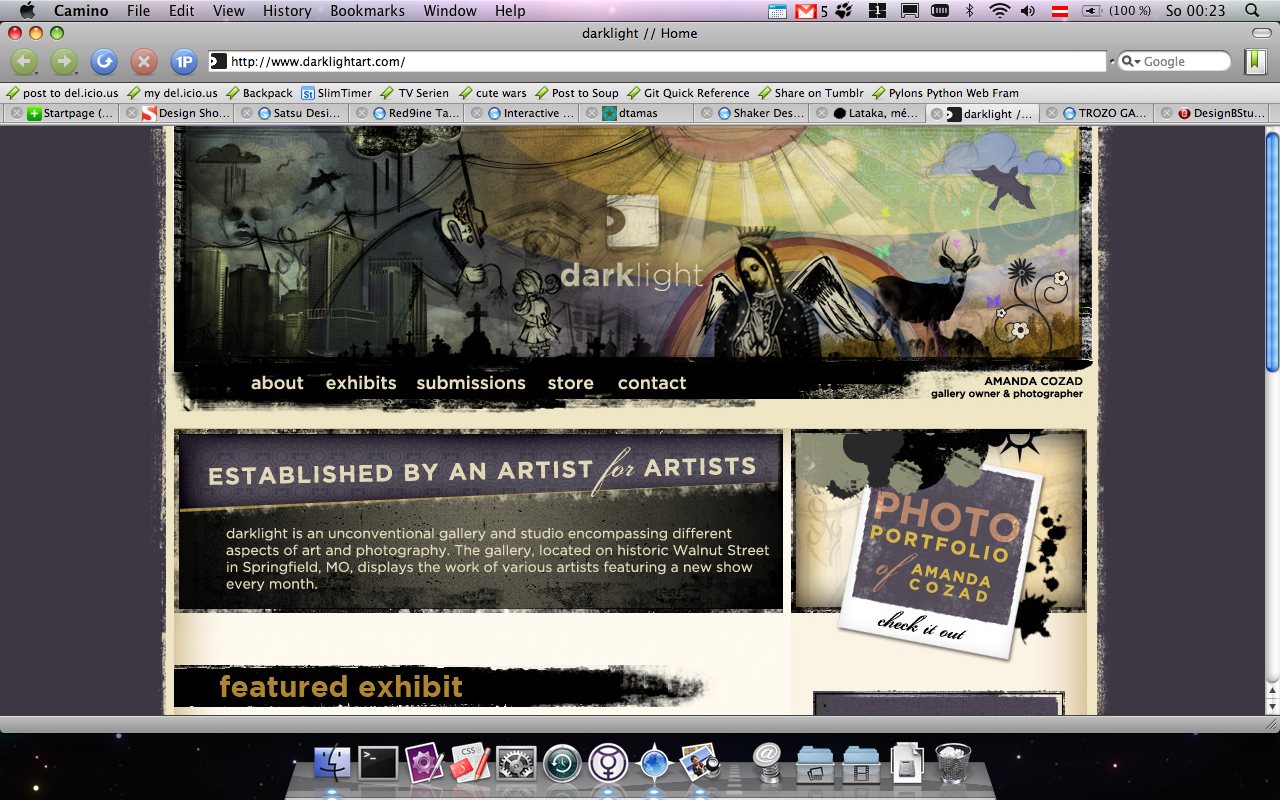 Camino File Edit View History Bookmarks Window Help 5 1 (100 %) So 00:23
darklight // Home
1P http://www.darklightart.com/ Google
post to del.icio.us my del.icio.us Backpack St SlimTimer TV Serien cute wars Post to Soup Git Quick Reference Share on Tumblr Pylons Python Web Fram
Startpage (... Design Sho... Satsu Desi... Red9ine Ta... Interactive ... dtamas Shaker Des... Lataka, mé... darklight /... TROZO GA... DesignBStu...
darklight
about exhibits submissions store contact
AMANDA COZAD
gallery owner & photographer
ESTABLISHED BY AN ARTIST for ARTISTS
darklight is an unconventional gallery and studio encompassing different
aspects of art and photography. The gallery, located on historic Walnut Street
in Springfield, MO, displays the work of various artists featuring a new show
every month.
PHOTO
PORTFOLIO
of AMANDA
COZAD
check it out
featured exhibit
CSS